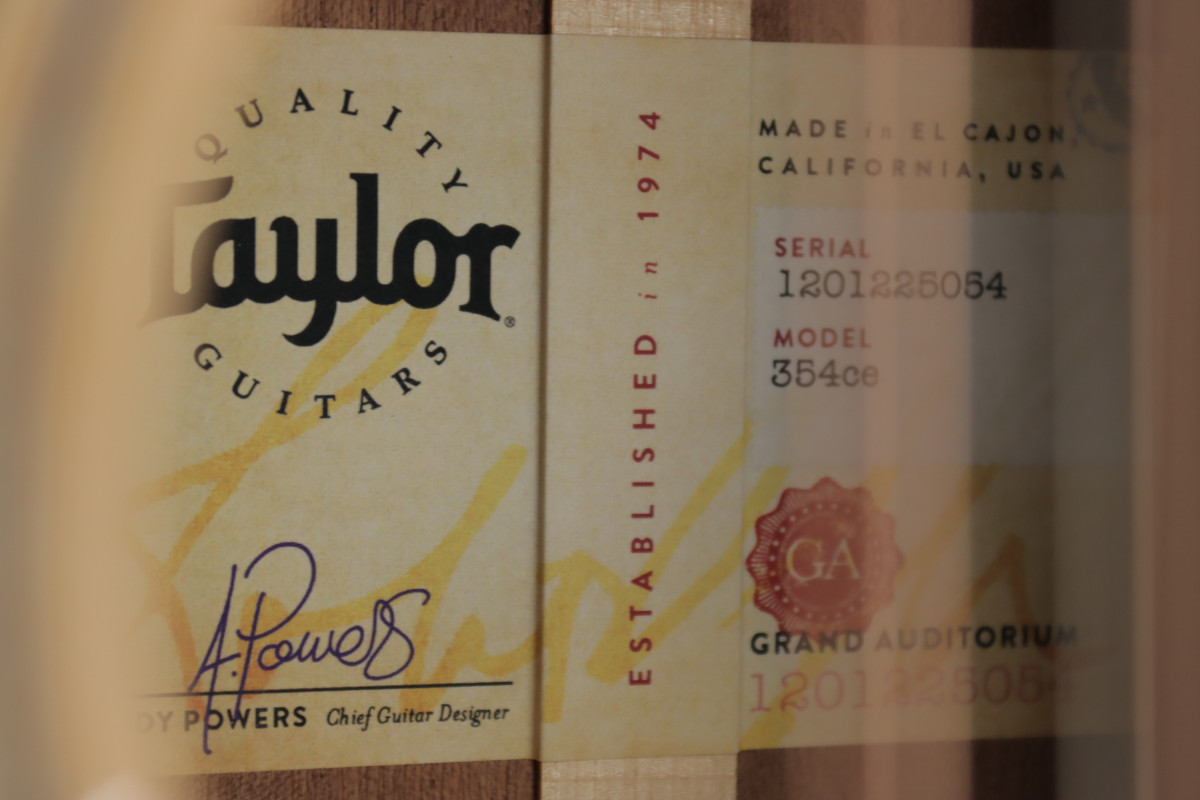 QUALITY
Taylor®
GUITARS
A. Powers
DY POWERS Chief Guitar Designer
ESTABLISHED in 1974
MADE in EL CAJON,
CALIFORNIA, USA
SERIAL
1201225054
MODEL
354ce
GA
GRAND AUDITORIUM
1201225054